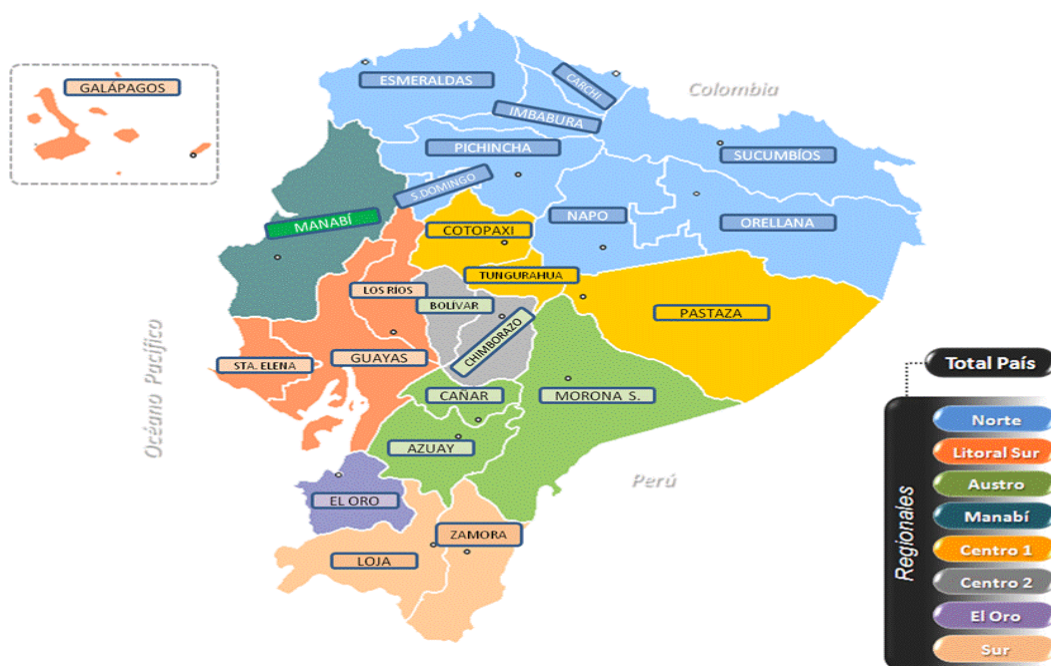 GALÁPAGOS
ESMERALDAS
CARCHI
Colombia
IMBABURA
PICHINCHA
SUCUMBÍOS
S.DOMINGO
MANABÍ
NAPO
ORELLANA
COTOPAXI
TUNGURAHUA
LOS RÍOS
BOLÍVAR
PASTAZA
CHIMBORAZO
GUAYAS
STA. ELENA
Océano Pacífico
CAÑAR
MORONA S.
AZUAY
Perú
EL ORO
ZAMORA
LOJA
Total País
Regionales
Norte
Litoral Sur
Austro
Manabí
Centro 1
Centro 2
El Oro
Sur